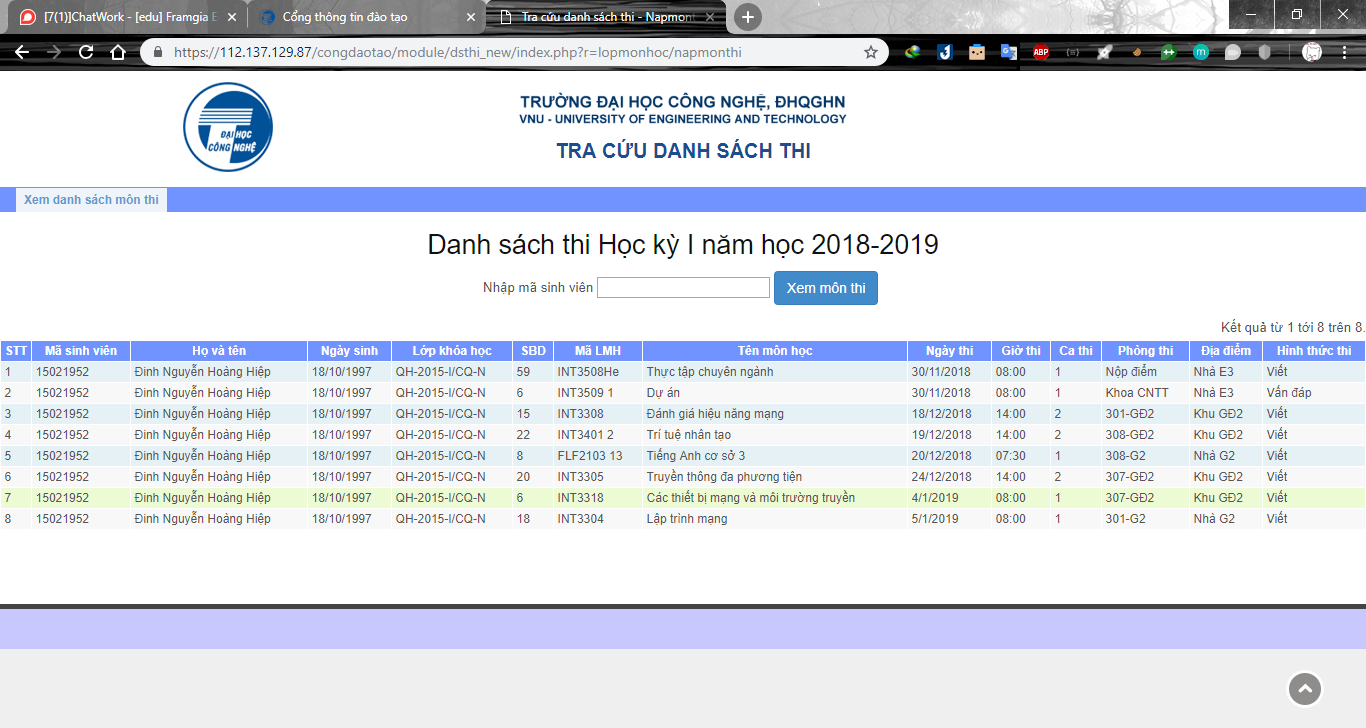 [7(1)]ChatWork - [edu] Framgia E
Cổng thông tin đào tạo
Tra cứu danh sách thi - Napmont
https://112.137.129.87/congdaotao/module/dsthi_new/index.php?r=lopmonhoc/napmonthi
ABP
ĐẠI HỌC
CÔNG NGHỆ
TRƯỜNG ĐẠI HỌC CÔNG NGHỆ, ĐHQGHN
VNU - UNIVERSITY OF ENGINEERING AND TECHNOLOGY
TRA CỨU DANH SÁCH THI
Xem danh sách môn thi
Danh sách thi Học kỳ I năm học 2018-2019
Nhập mã sinh viên Xem môn thi
Kết quả từ 1 tới 8 trên 8.
STT Mã sinh viên Họ và tên Ngày sinh Lớp khóa học SBD Mã LMH Tên môn học Ngày thi Giờ thi Ca thi Phòng thi Địa điểm Hình thức thi
1 15021952 Đinh Nguyễn Hoàng Hiệp 18/10/1997 QH-2015-I/CQ-N 59 INT3508He Thực tập chuyên ngành 30/11/2018 08:00 1 Nộp điểm Nhà E3 Viết
2 15021952 Đinh Nguyễn Hoàng Hiệp 18/10/1997 QH-2015-I/CQ-N 6 INT3509 1 Dự án 30/11/2018 08:00 1 Khoa CNTT Nhà E3 Vấn đáp
3 15021952 Đinh Nguyễn Hoàng Hiệp 18/10/1997 QH-2015-I/CQ-N 15 INT3308 Đánh giá hiệu năng mạng 18/12/2018 14:00 2 301-GĐ2 Khu GĐ2 Viết
4 15021952 Đinh Nguyễn Hoàng Hiệp 18/10/1997 QH-2015-I/CQ-N 22 INT3401 2 Trí tuệ nhân tạo 19/12/2018 14:00 2 308-GĐ2 Khu GĐ2 Viết
5 15021952 Đinh Nguyễn Hoàng Hiệp 18/10/1997 QH-2015-I/CQ-N 8 FLF2103 13 Tiếng Anh cơ sở 3 20/12/2018 07:30 1 308-G2 Nhà G2 Viết
6 15021952 Đinh Nguyễn Hoàng Hiệp 18/10/1997 QH-2015-I/CQ-N 20 INT3305 Truyền thông đa phương tiện 24/12/2018 14:00 2 307-GĐ2 Khu GĐ2 Viết
7 15021952 Đinh Nguyễn Hoàng Hiệp 18/10/1997 QH-2015-I/CQ-N 6 INT3318 Các thiết bị mạng và môi trường truyền 4/1/2019 08:00 1 307-GĐ2 Khu GĐ2 Viết
8 15021952 Đinh Nguyễn Hoàng Hiệp 18/10/1997 QH-2015-I/CQ-N 18 INT3304 Lập trình mạng 5/1/2019 08:00 1 301-G2 Nhà G2 Viết